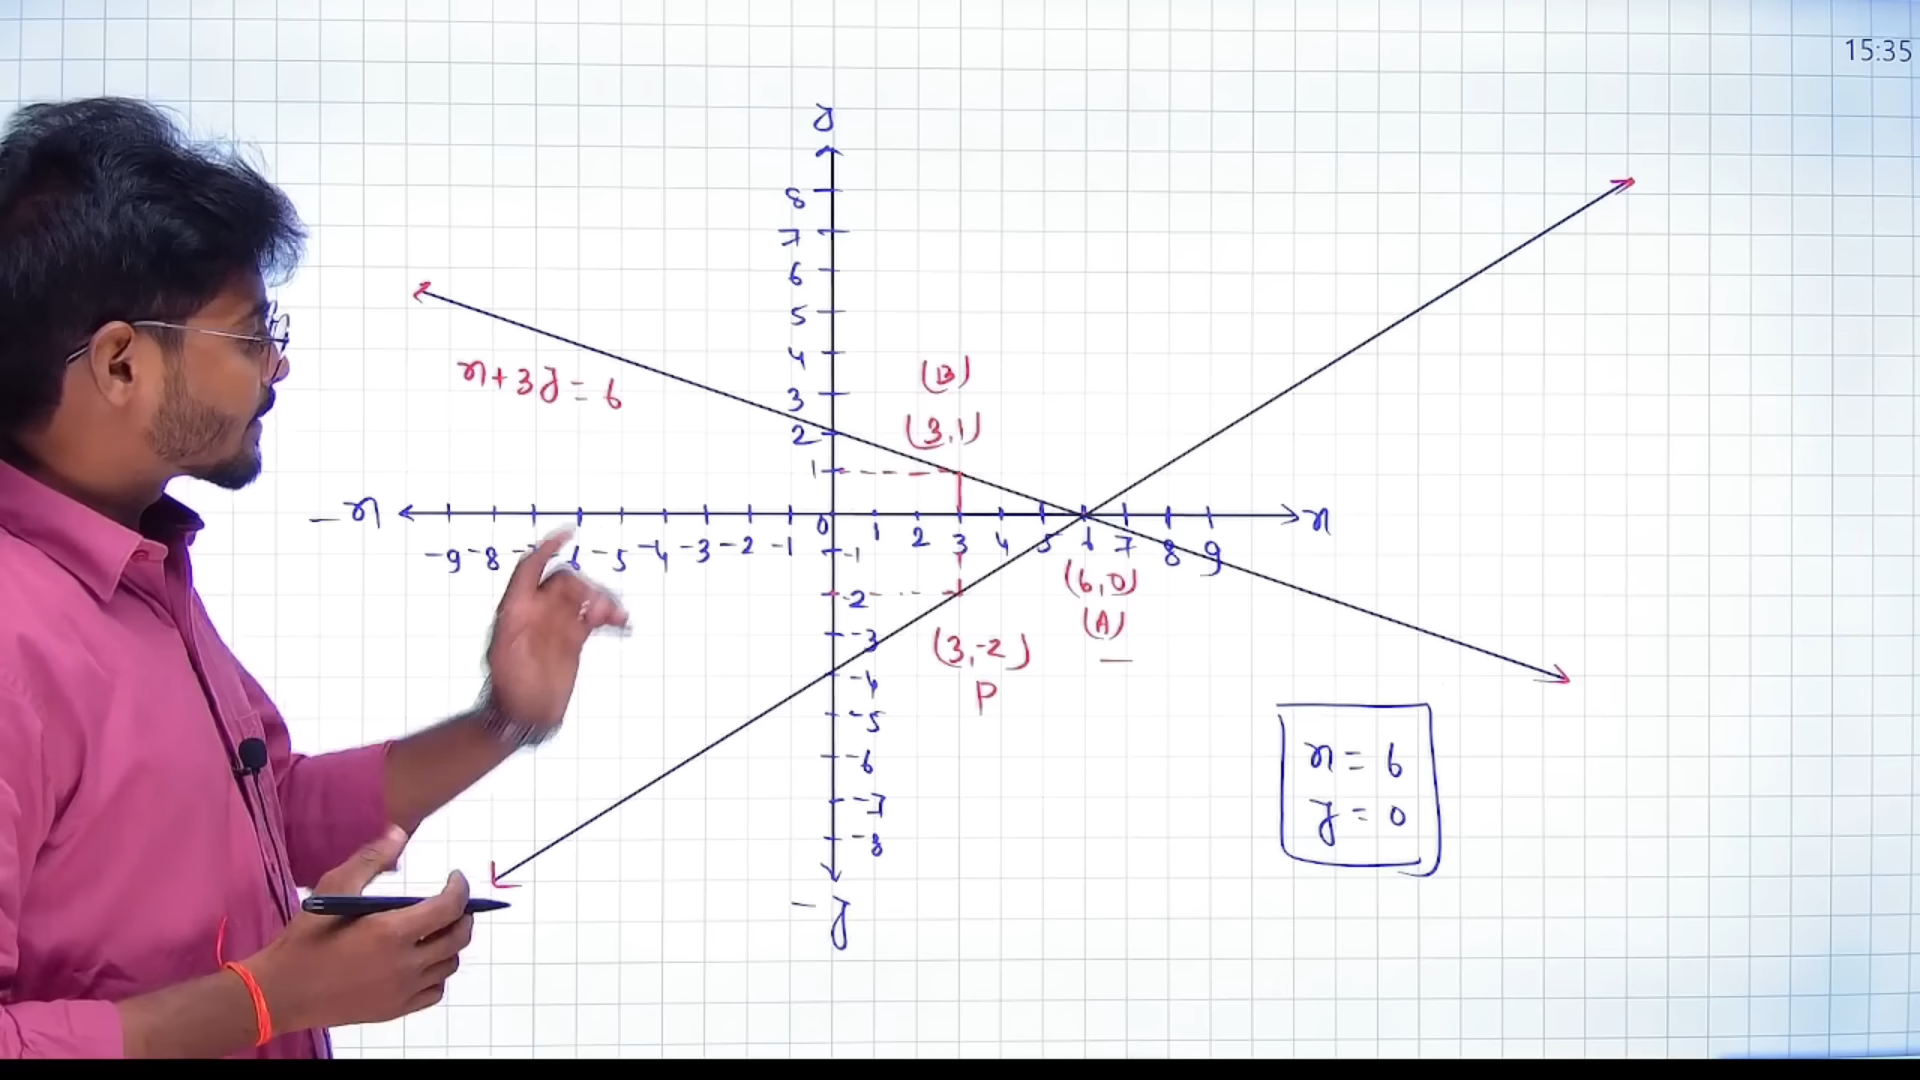 15:35
y
8
7
6
5
4
3
2
1
x+3y=6
(B)
(3,1)
-x
x
-9 -8 -7 -6 -5 -4 -3 -2 -1 0 1 2 3 4 5 6 7 8 9
-1
-2
-3
-4
-5
-6
-7
-8
(6,0)
(A)
(3,-2)
P
x = 6
y = 0
-y